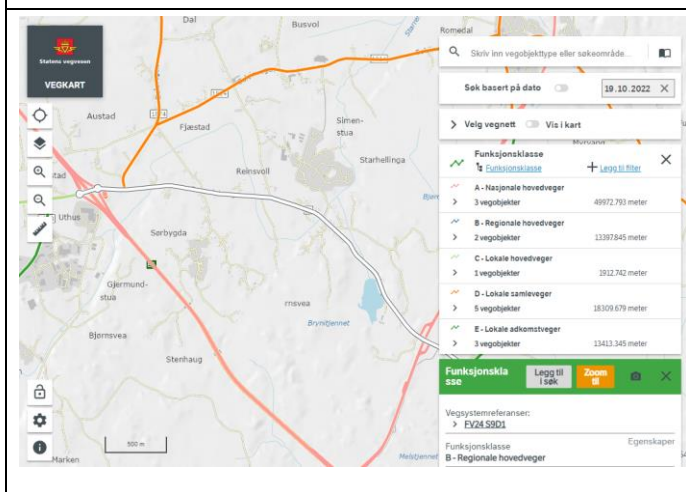 Statens vegvesen
VEGKART
Dal
Busvol
Romedal
Austad
Fjæstad
Simen-
stua
Starhellinga
Reinsvoll
Uthus
Sørbygda
Gjermund-
stua
rnsvea
Brynitjennet
Bjørnsvea
Stenhaug
500 m
Marken
Skriv inn vegobjekttype eller søkeområde...
Søk basert på dato
19.10.2022
Velg vegnett
Vis i kart
Funksjonsklasse
Funksjonsklasse
Legg til filter
A - Nasjonale hovedveger
3 vegobjekter
49972.793 meter
B - Regionale hovedveger
2 vegobjekter
13397.845 meter
C - Lokale hovedveger
1 vegobjekter
1912.742 meter
D - Lokale samleveger
5 vegobjekter
18309.679 meter
E - Lokale adkomstveger
3 vegobjekter
13413.345 meter
Funksjonskla
sse
Legg til
i søk
Zoom
til
Vegsystemreferanser:
FV24 S9D1
Egenskaper
Funksjonsklasse
B - Regionale hovedveger